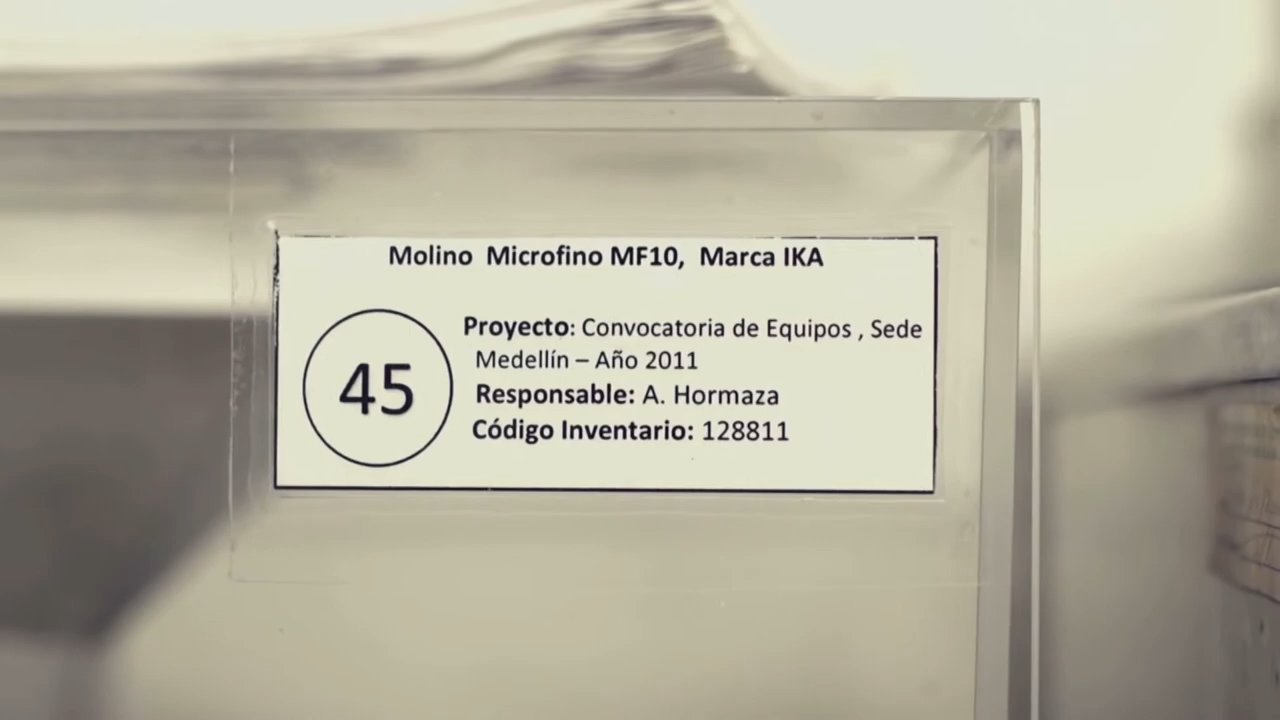 Molino  Microfino MF10,  Marca IKA
45
Proyecto: Convocatoria de Equipos , Sede
Medellín – Año 2011
Responsable: A. Hormaza
Código Inventario: 128811